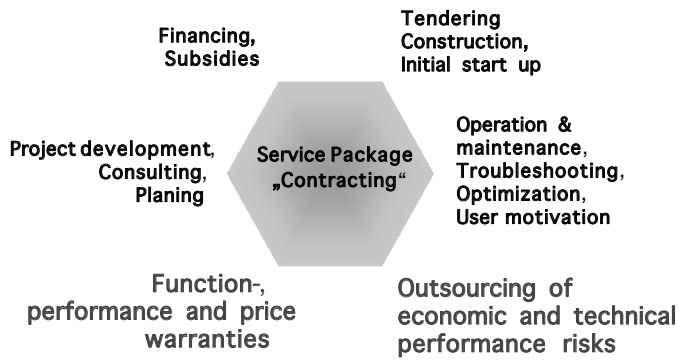 Financing,
Subsidies
Tendering
Construction,
Initial start up
Project development,
Consulting,
Planing
Service Package
„Contracting“
Operation &
maintenance,
Troubleshooting,
Optimization,
User motivation
Function-,
performance and price
warranties
Outsourcing of
economic and technical
performance risks